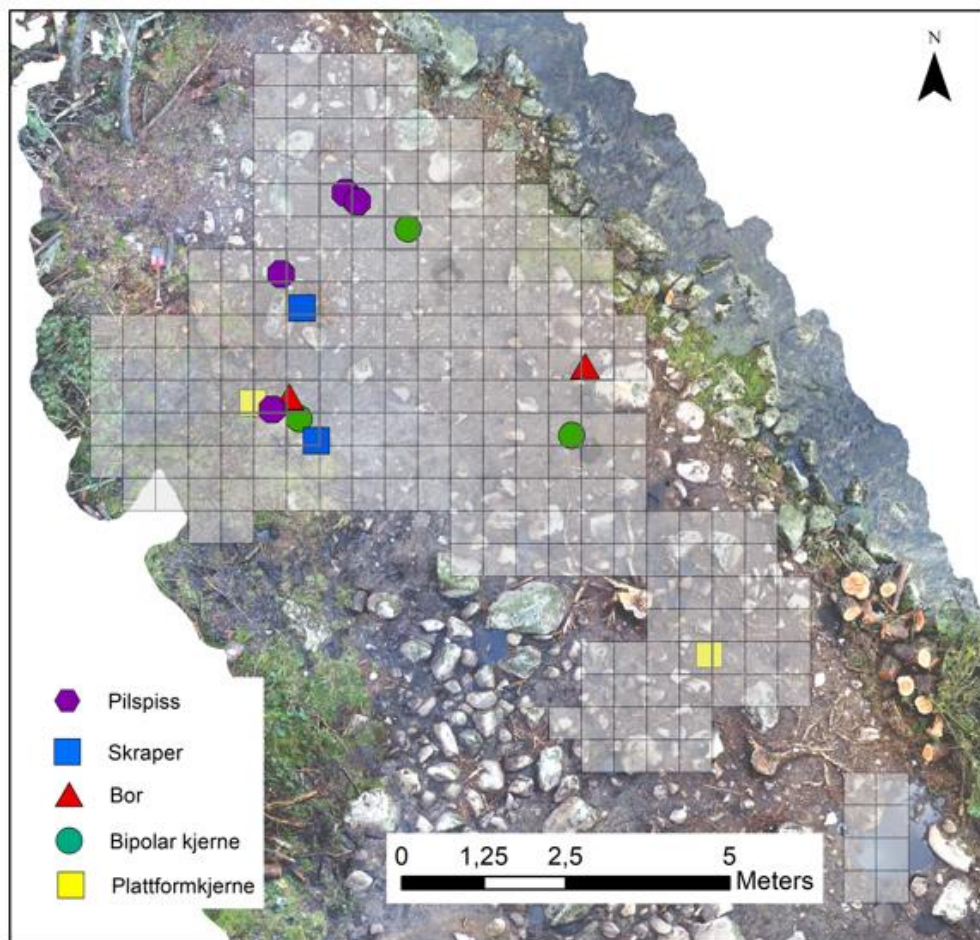 N
Pilspiss
Skraper
Bor
Bipolar kjerne
Plattformkjerne
0 1,25 2,5 5
Meters